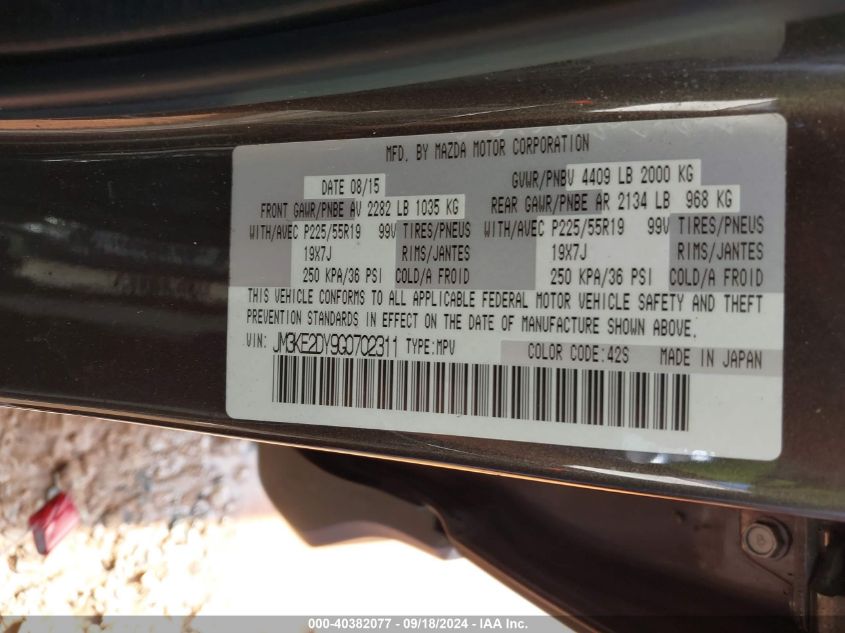 MFD. BY MAZDA MOTOR CORPORATION
DATE 08/15 GVWR/PNBV 4409 LB 2000 KG
FRONT GAWR/PNBE AV 2282 LB 1035 KG REAR GAWR/PNBE AR 2134 LB 968 KG
WITH/AVEC P225/55R19 99V TIRES/PNEUS WITH/AVEC P225/55R19 99V TIRES/PNEUS
19X7J RIMS/JANTES 19X7J RIMS/JANTES
250 KPA/36 PSI COLD/A FROID 250 KPA/36 PSI COLD/A FROID
THIS VEHICLE CONFORMS TO ALL APPLICABLE FEDERAL MOTOR VEHICLE SAFETY AND THEFT
PREVENTION STANDARDS IN EFFECT ON THE DATE OF MANUFACTURE SHOWN ABOVE.
VIN: JM3KE2DY9G0702311 TYPE:MPV COLOR CODE:42S MADE IN JAPAN
000-40382077 - 09/18/2024 - IAA Inc.